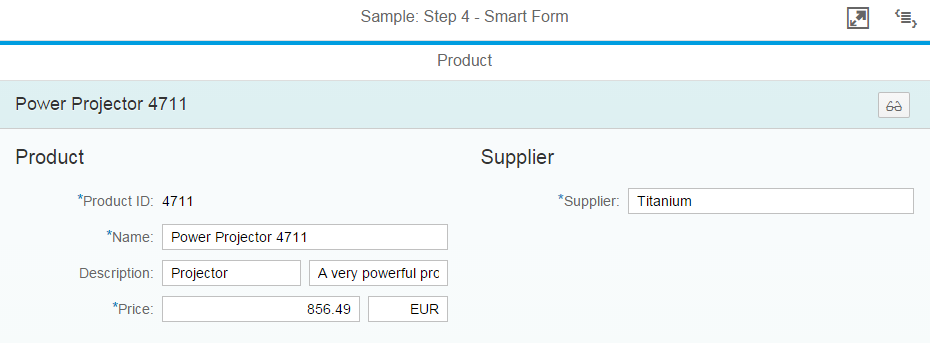 Sample: Step 4 - Smart Form
Product
Power Projector 4711
Product
*Product ID: 4711
*Name: Power Projector 4711
Description: Projector A very powerful pro
*Price: 856.49 EUR
Supplier
*Supplier: Titanium